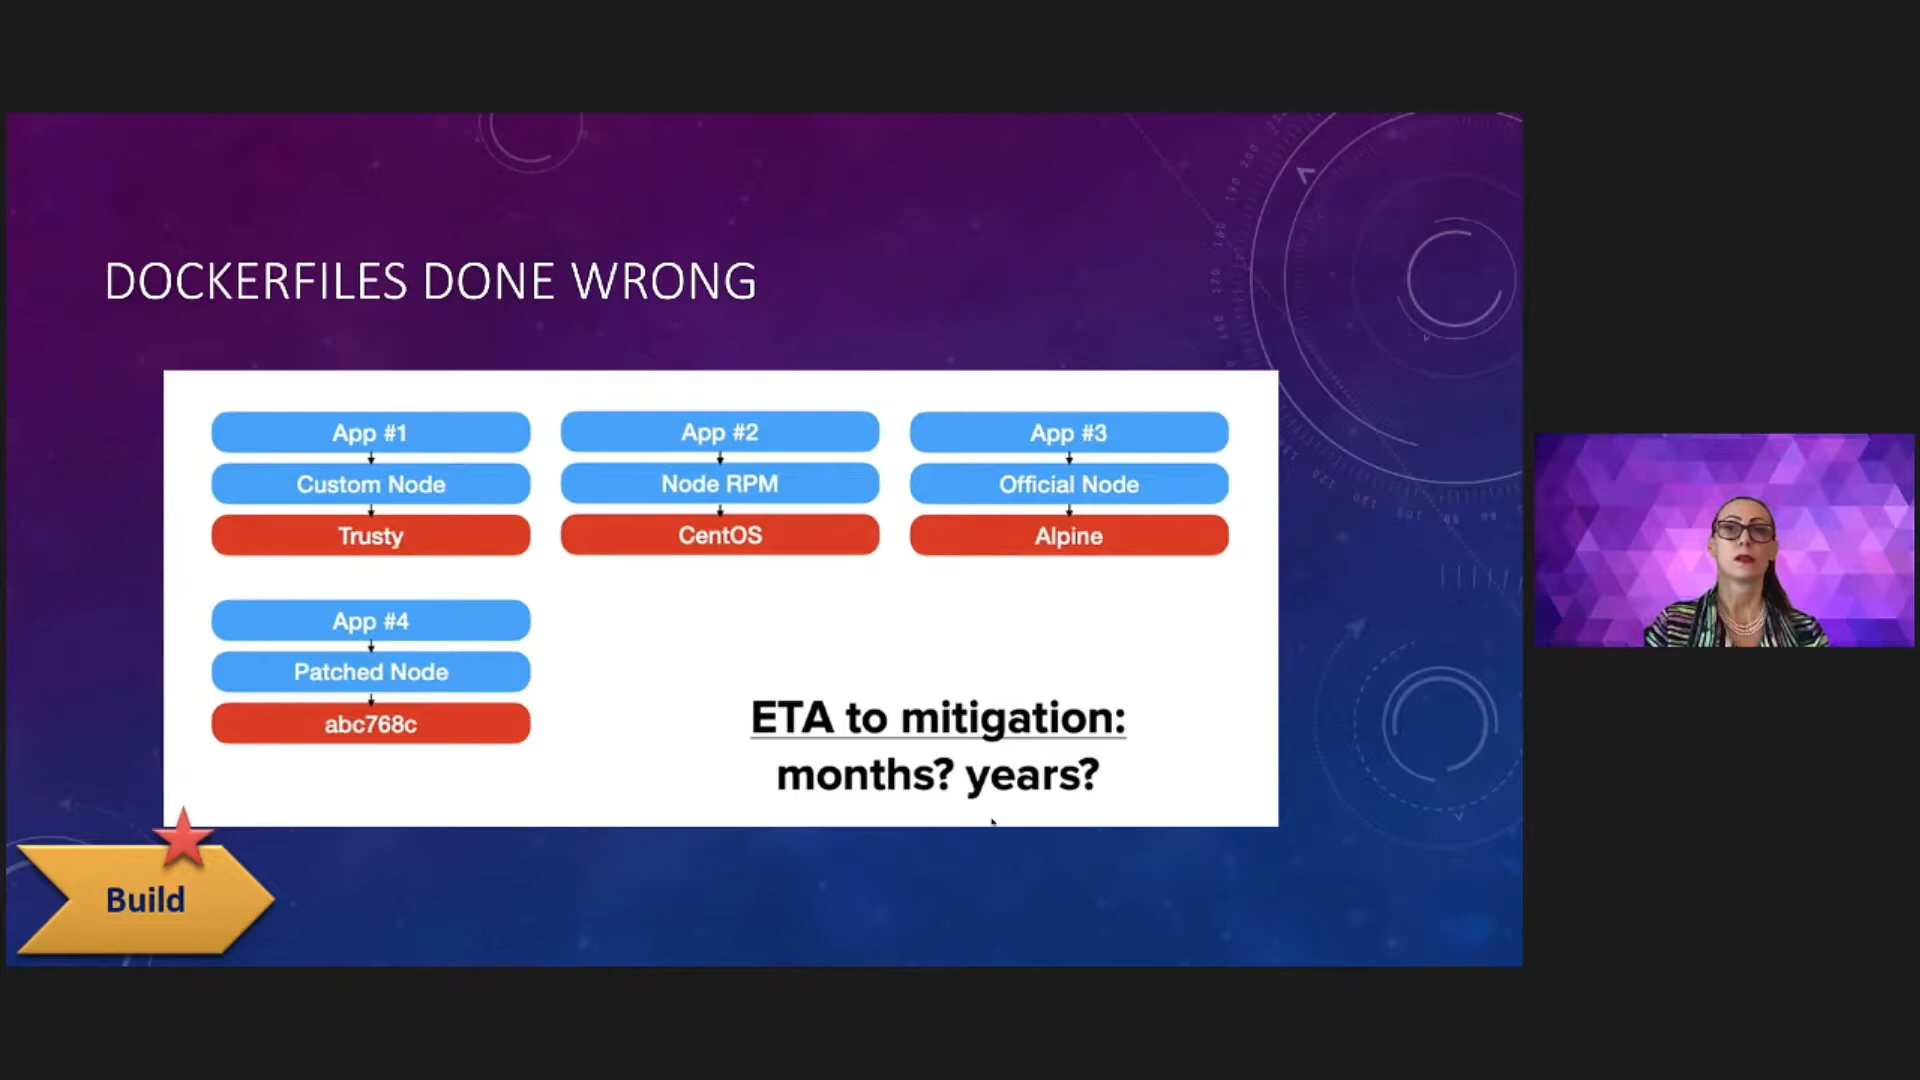 DOCKERFILES DONE WRONG
App #1
Custom Node
Trusty
App #2
Node RPM
CentOS
App #3
Official Node
Alpine
App #4
Patched Node
abc768c
ETA to mitigation:
months? years?
Build